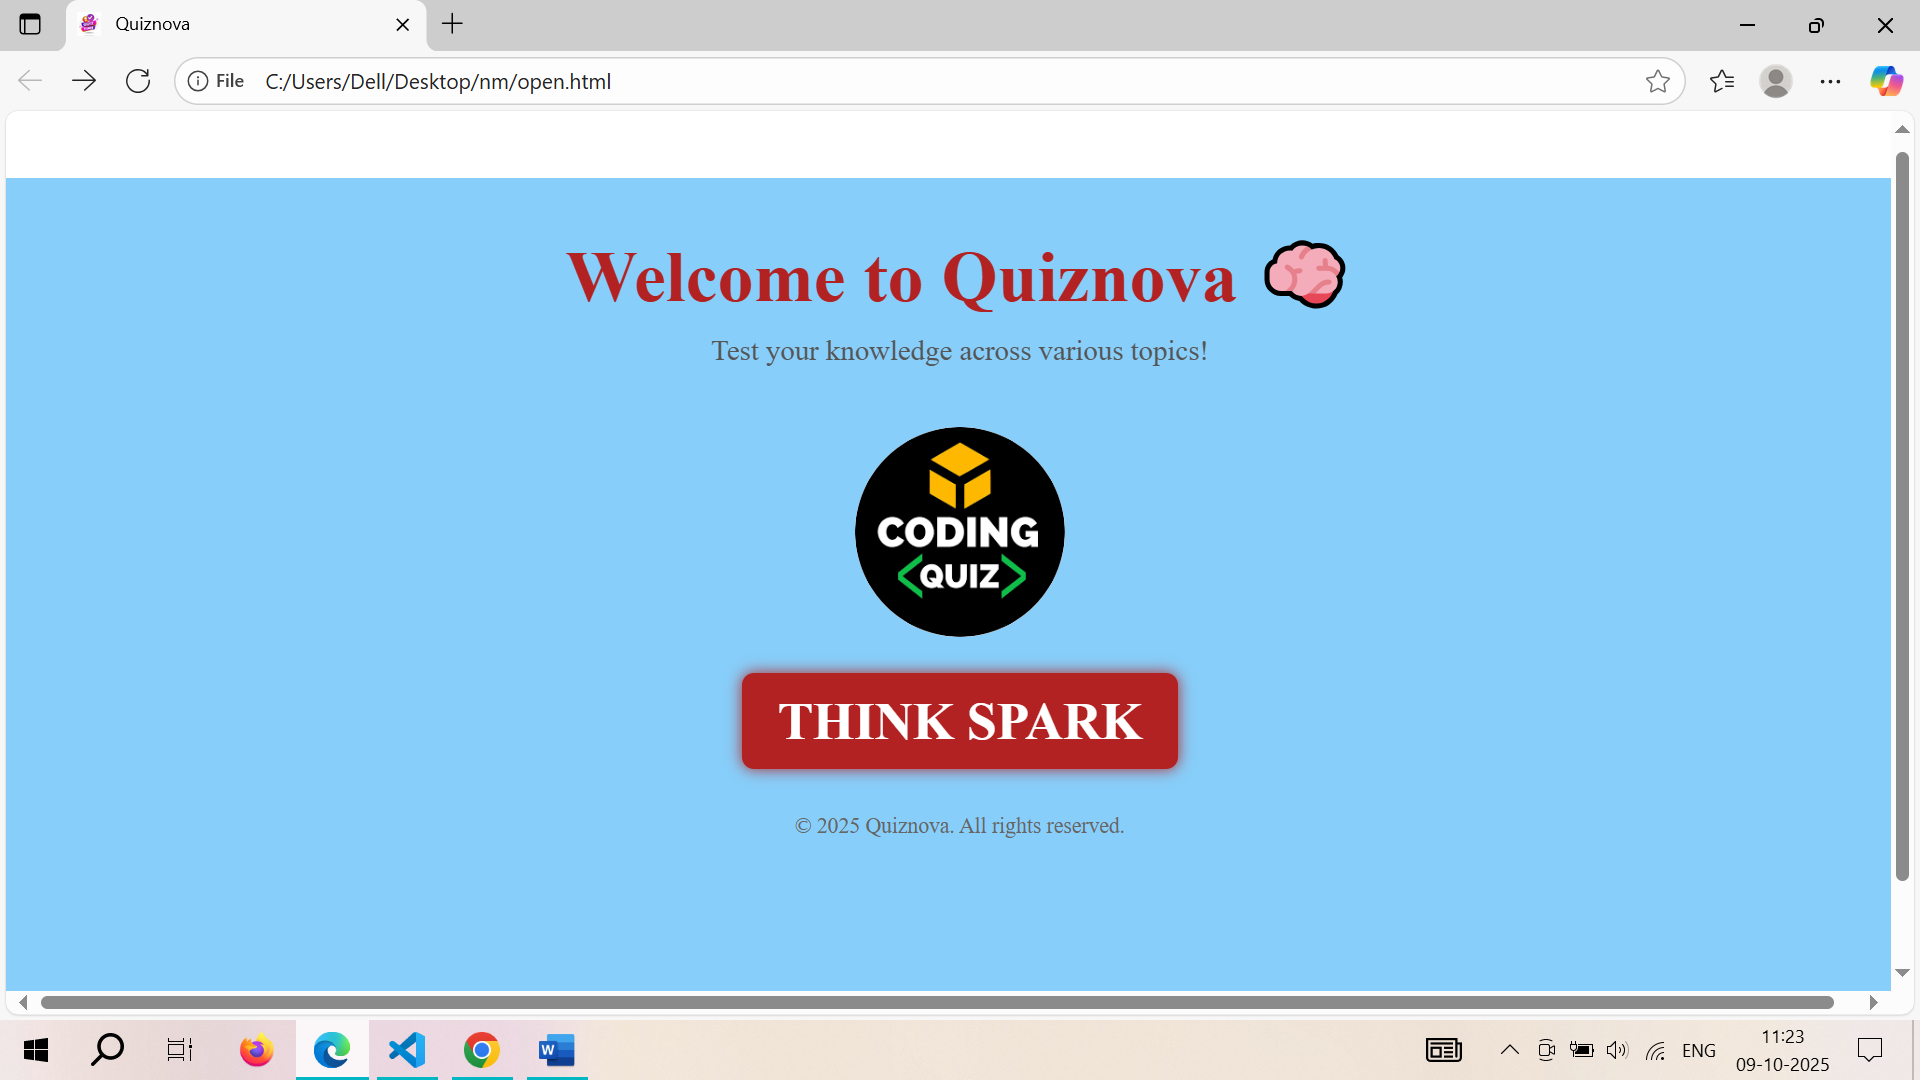 Quiznova
File C:/Users/Dell/Desktop/nm/open.html
Welcome to Quiznova
Test your knowledge across various topics!
CODING
<QUIZ>
THINK SPARK
© 2025 Quiznova. All rights reserved.
W
ENG
11:23
09-10-2025